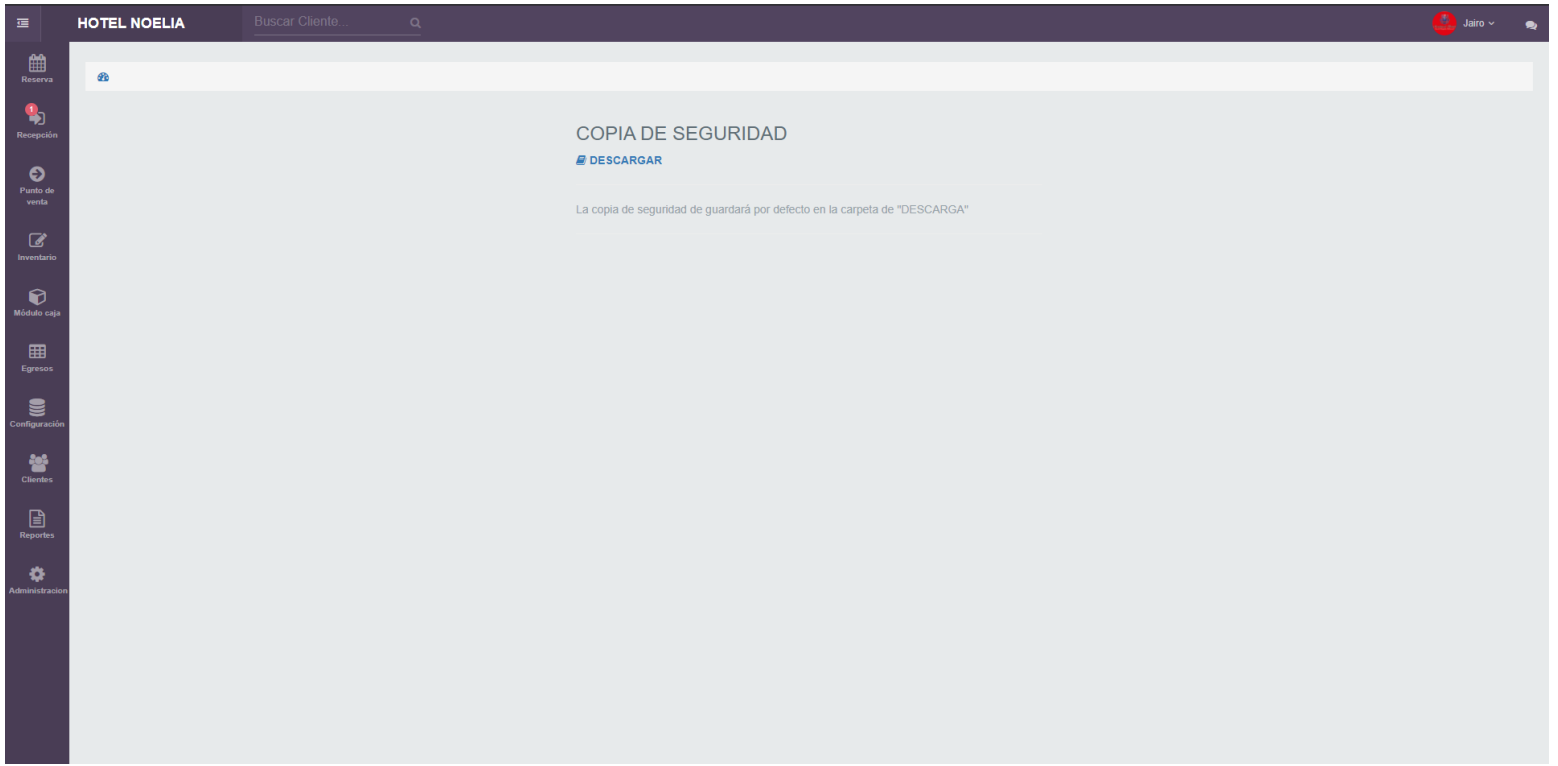 HOTEL NOELIA
Buscar Cliente...
Jairo
Reserva
1
Recepción
Punto de
venta
Inventario
Módulo caja
Egresos
Configuración
Clientes
Reportes
Administracion
COPIA DE SEGURIDAD
DESCARGAR
La copia de seguridad de guardará por defecto en la carpeta de "DESCARGA"